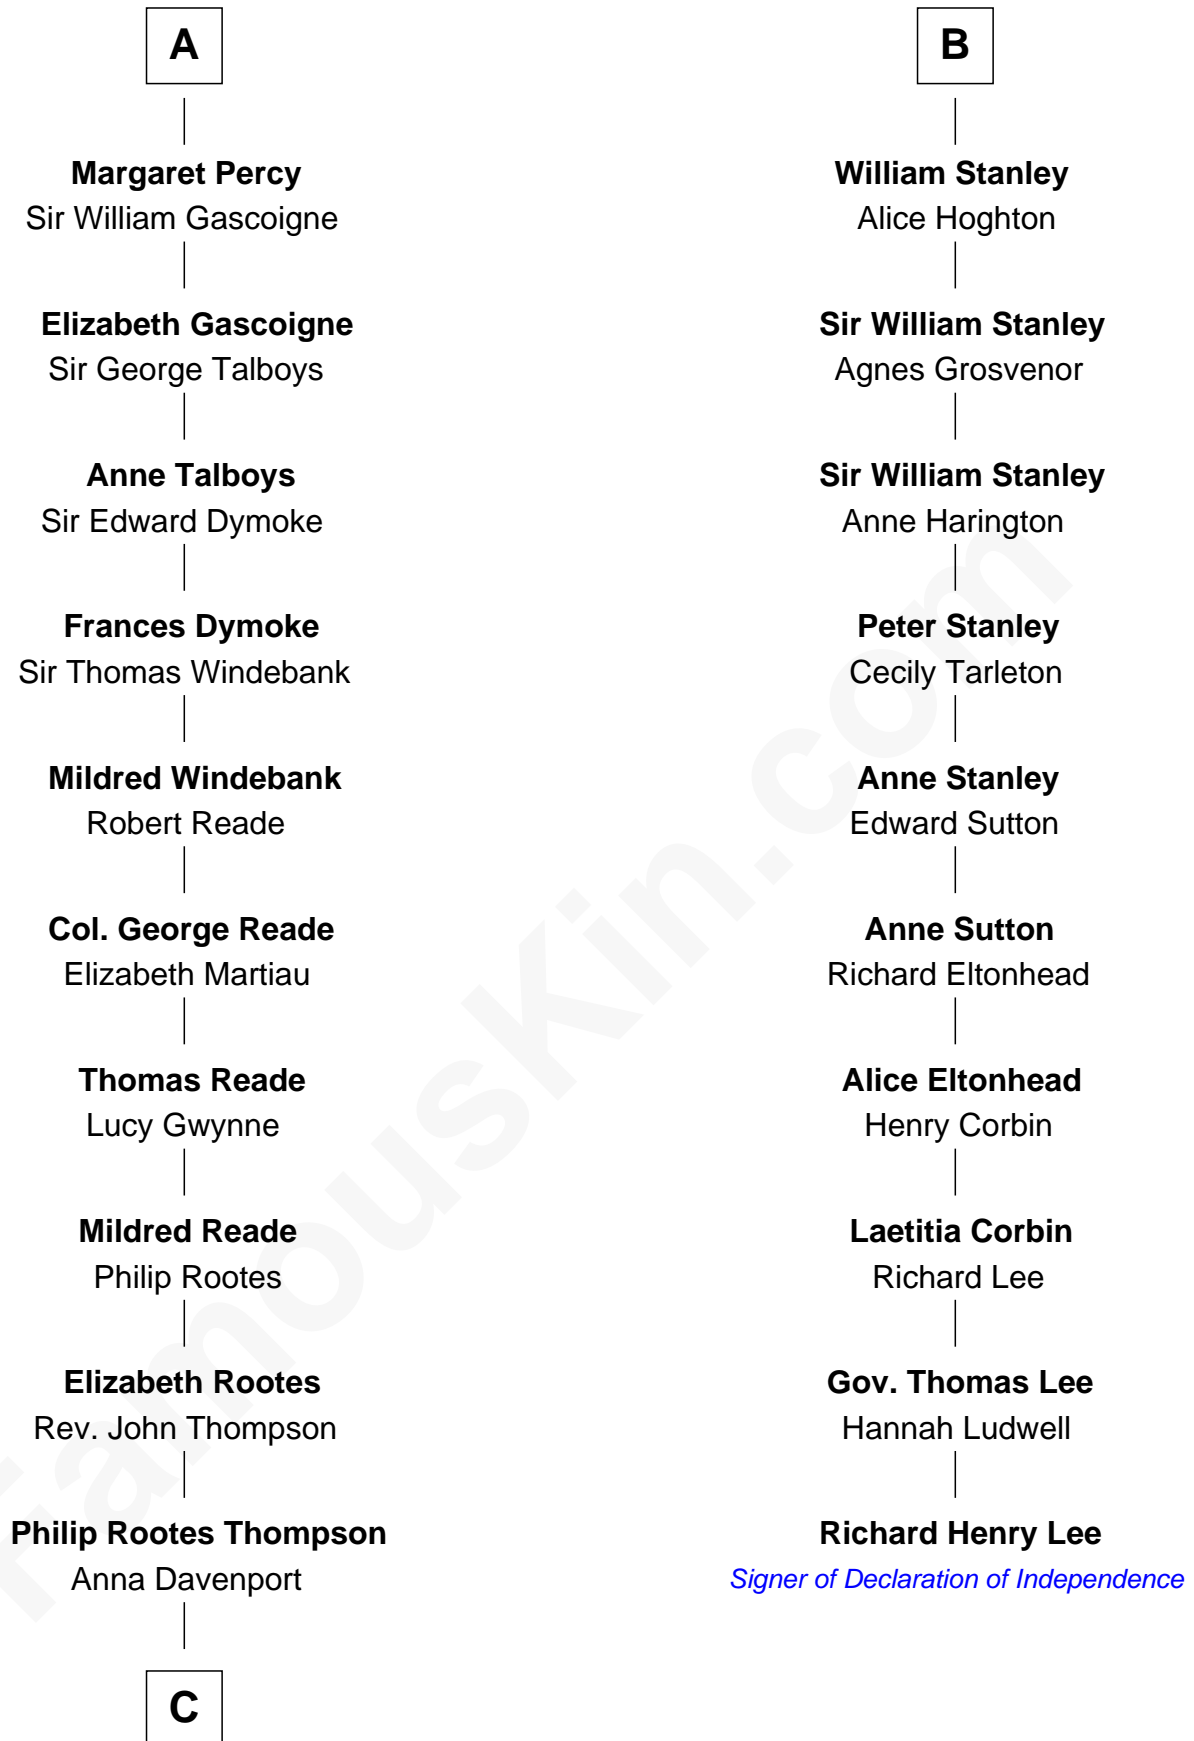 A
Margaret Percy
Sir William Gascoigne
Elizabeth Gascoigne
Sir George Talboys
Anne Talboys
Sir Edward Dymoke
Frances Dymoke
Sir Thomas Windebank
Mildred Windebank
Robert Reade
Col. George Reade
Elizabeth Martiau
Thomas Reade
Lucy Gwynne
Mildred Reade
Philip Rootes
Elizabeth Rootes
Rev. John Thompson
Philip Rootes Thompson
Anna Davenport
C
B
William Stanley
Alice Hoghton
Sir William Stanley
Agnes Grosvenor
Sir William Stanley
Anne Harington
Peter Stanley
Cecily Tarleton
Anne Stanley
Edward Sutton
Anne Sutton
Richard Eltonhead
Alice Eltonhead
Henry Corbin
Laetitia Corbin
Richard Lee
Gov. Thomas Lee
Hannah Ludwell
Richard Henry Lee
Signer of Declaration of Independence
FamousKin.com